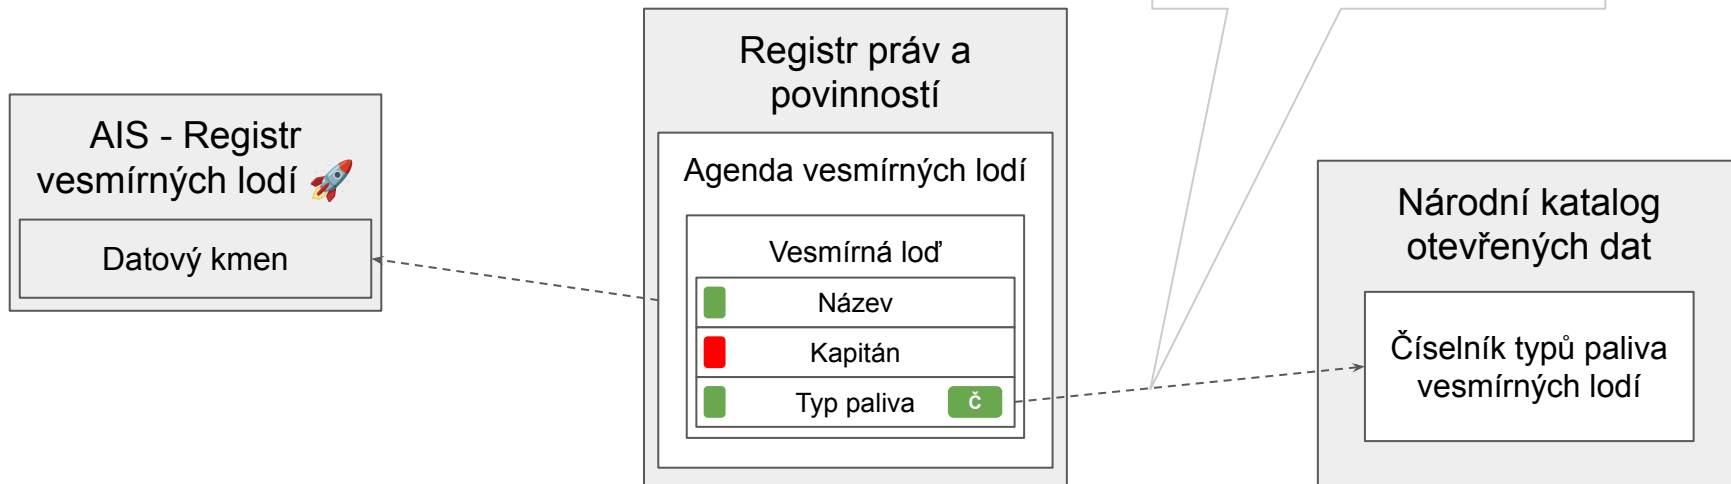 AIS - Registr
vesmírných lodí 🚀
Datový kmen
Registr práv a
povinností
Agenda vesmírných lodí
Vesmírná loď
Název
Kapitán
Typ paliva Č
Národní katalog
otevřených dat
Číselník typů paliva
vesmírných lodí